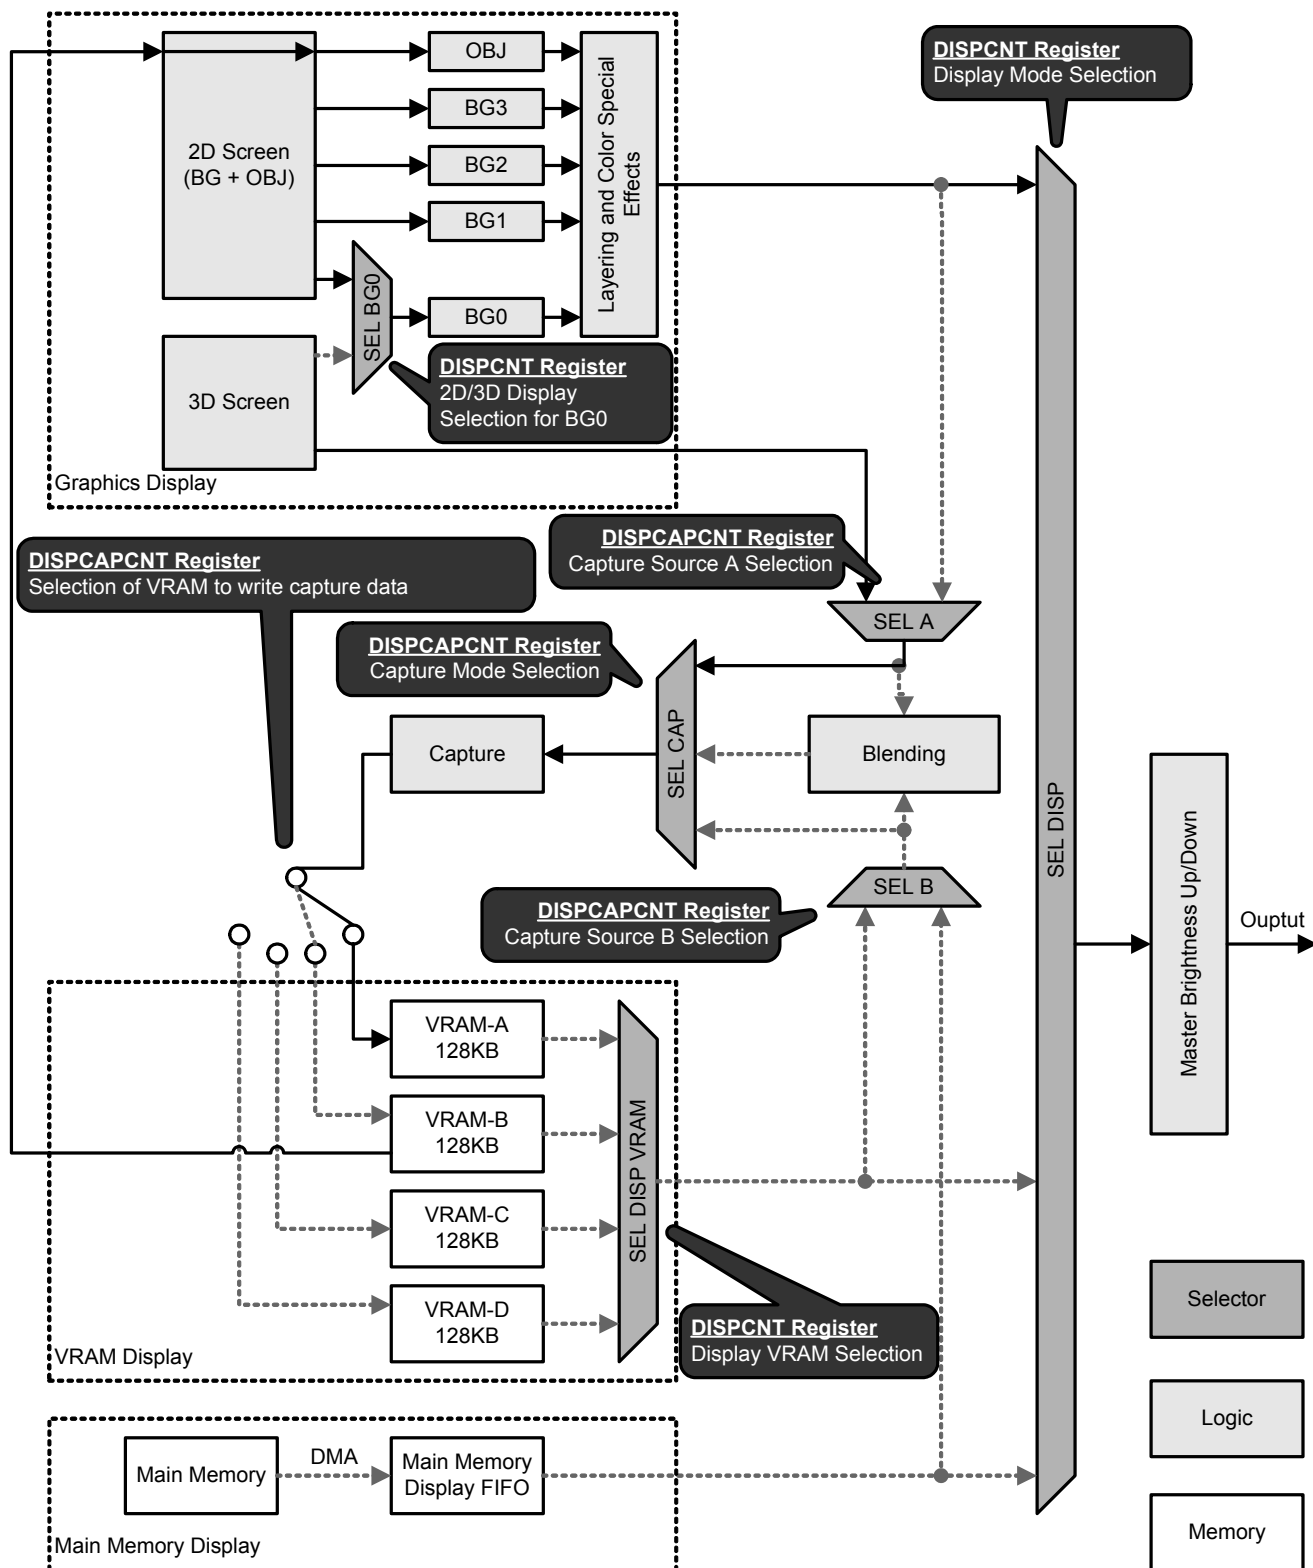 DISPCNT Register
Display Mode Selection
OBJ
BG3
2D Screen
(BG + OBJ)
BG2
BG1
SEL BG0
BG0
Layering and Color Special
Effects
3D Screen
DISPCNT Register
2D/3D Display
Selection for BG0
Graphics Display
DISPCAPCNT Register
Capture Source A Selection
DISPCAPCNT Register
Selection of VRAM to write capture data
SEL A
DISPCAPCNT Register
Capture Mode Selection
Capture
SEL CAP
Blending
SEL DISP
Master Brightness Up/Down
Ouptut
SEL B
DISPCAPCNT Register
Capture Source B Selection
VRAM-A
128KB
VRAM-B
128KB
VRAM-C
128KB
VRAM-D
128KB
SEL DISP VRAM
VRAM Display
DISPCNT Register
Display VRAM Selection
Selector
Logic
Memory
Main Memory
DMA
Main Memory
Display FIFO
Main Memory Display